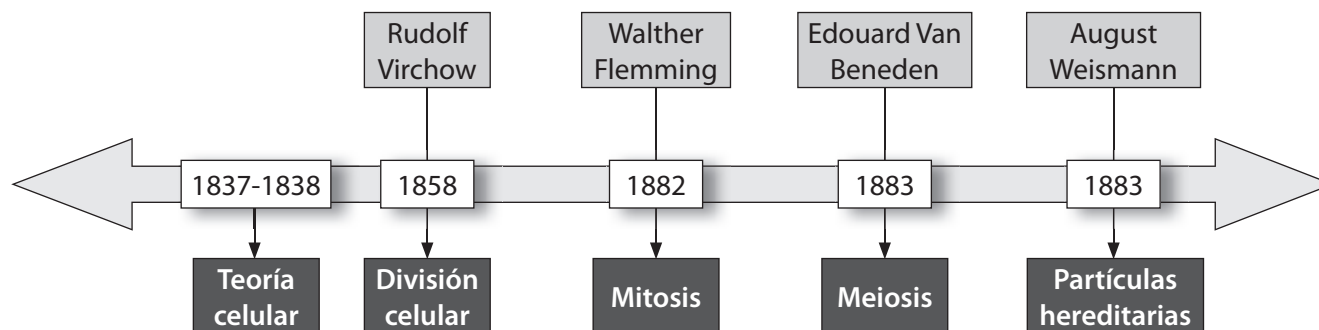 Rudolf
Virchow
Walther
Flemming
Edouard Van
Beneden
August
Weismann
1837-1838
1858
1882
1883
1883
Teoría
celular
División
celular
Mitosis
Meiosis
Partículas
hereditarias